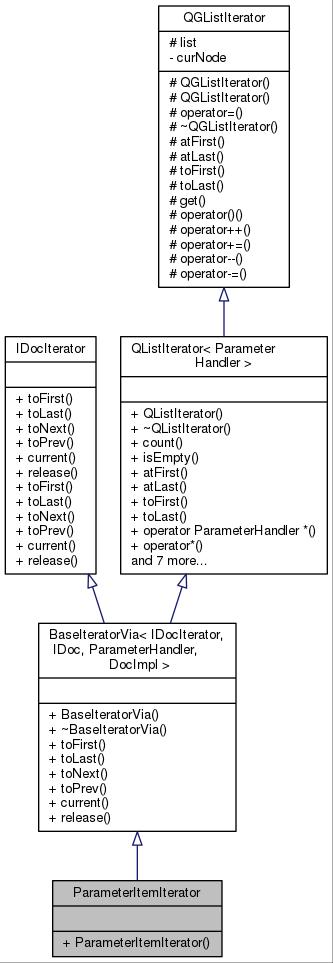 QGListIterator
# list
- curNode
# QGListIterator()
# QGListIterator()
# operator=()
# ~QGListIterator()
# atFirst()
# atLast()
# toFirst()
# toLast()
# get()
# operator()()
# operator++()
# operator+=()
# operator--()
# operator-=()
IDocIterator
+ toFirst()
+ toLast()
+ toNext()
+ toPrev()
+ current()
+ release()
+ toFirst()
+ toLast()
+ toNext()
+ toPrev()
+ current()
+ release()
QListIterator< Parameter
Handler >
+ QListIterator()
+ ~QListIterator()
+ count()
+ isEmpty()
+ atFirst()
+ atLast()
+ toFirst()
+ toLast()
+ operator ParameterHandler *()
+ operator*()
and 7 more...
BaseIteratorVia< IDocIterator,
IDoc, ParameterHandler,
DocImpl >
+ BaseIteratorVia()
+ ~BaseIteratorVia()
+ toFirst()
+ toLast()
+ toNext()
+ toPrev()
+ current()
+ release()
ParameterItemIterator
+ ParameterItemIterator()